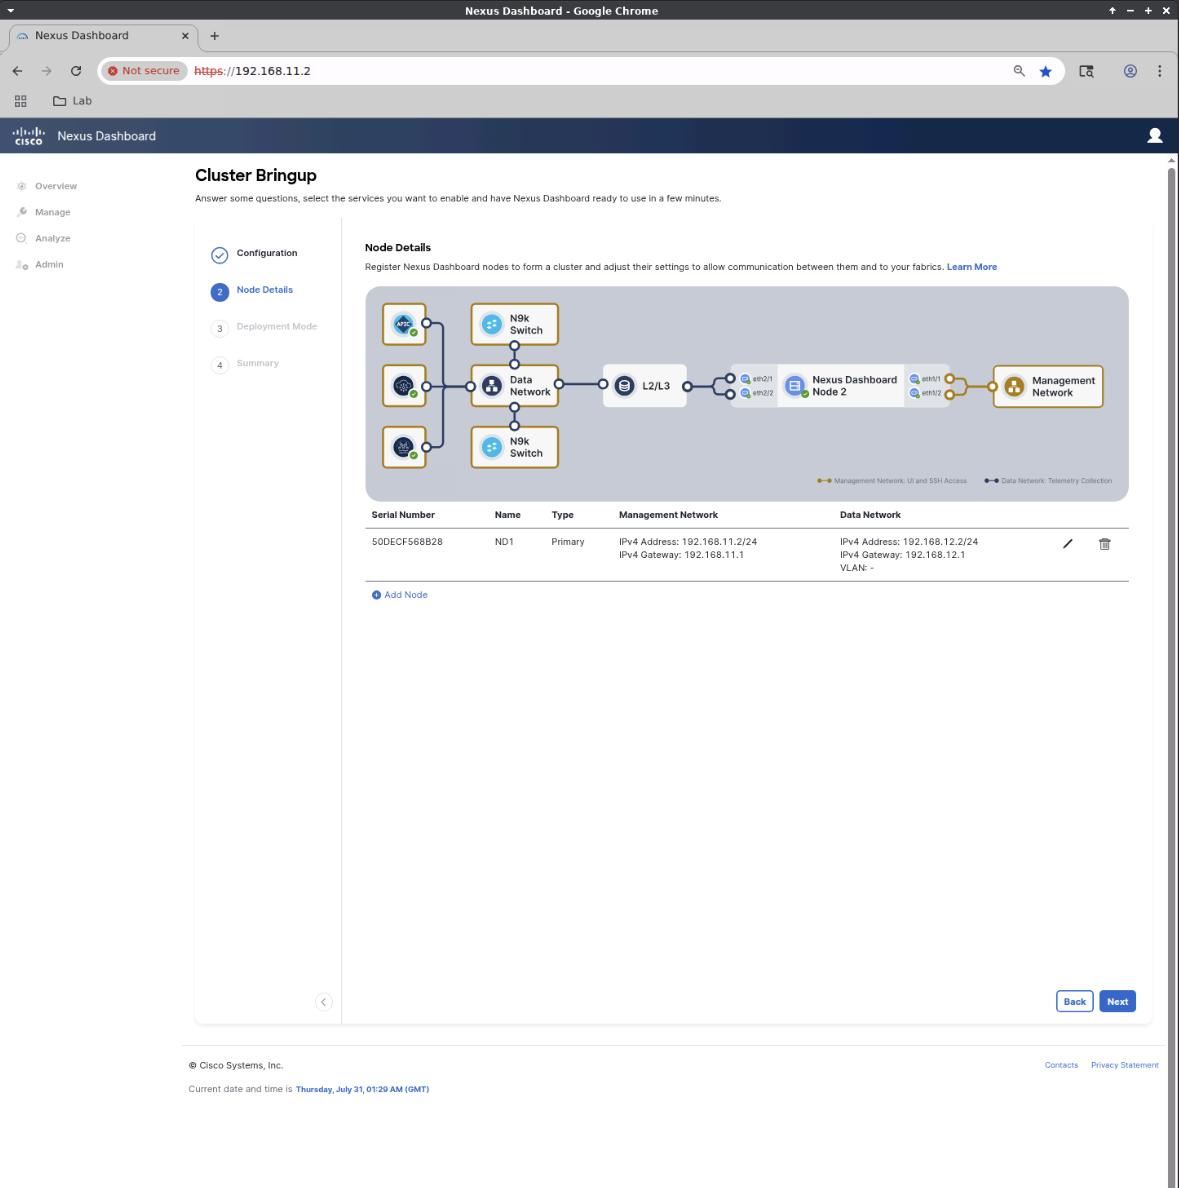 Nexus Dashboard - Google Chrome
Nexus Dashboard
Not secure
https://192.168.11.2
Lab
CISCO
Nexus Dashboard
Overview
Manage
Analyze
Admin
Cluster Bringup
Answer some questions, select the services you want to enable and have Nexus Dashboard ready to use in a few minutes.
Configuration
2 Node Details
3 Deployment Mode
4 Summary
Node Details
Register Nexus Dashboard nodes to form a cluster and adjust their settings to allow communication between them and to your fabrics. Learn More
APIC
N9k
Switch
Data
Network
N9k
Switch
L2/L3
eth2/1
eth2/2
Nexus Dashboard
Node 2
eth1/1
eth1/2
Management
Network
Management Network: UI and SSH Access
Data Network: Telemetry Collection
Serial Number Name Type Management Network Data Network
50DECF568B28 ND1 Primary IPv4 Address: 192.168.11.2/24 IPv4 Address: 192.168.12.2/24
IPv4 Gateway: 192.168.11.1 IPv4 Gateway: 192.168.12.1
VLAN: -
Add Node
Back Next
© Cisco Systems, Inc.
Contacts Privacy Statement
Current date and time is Thursday, July 31, 01:29 AM (GMT)